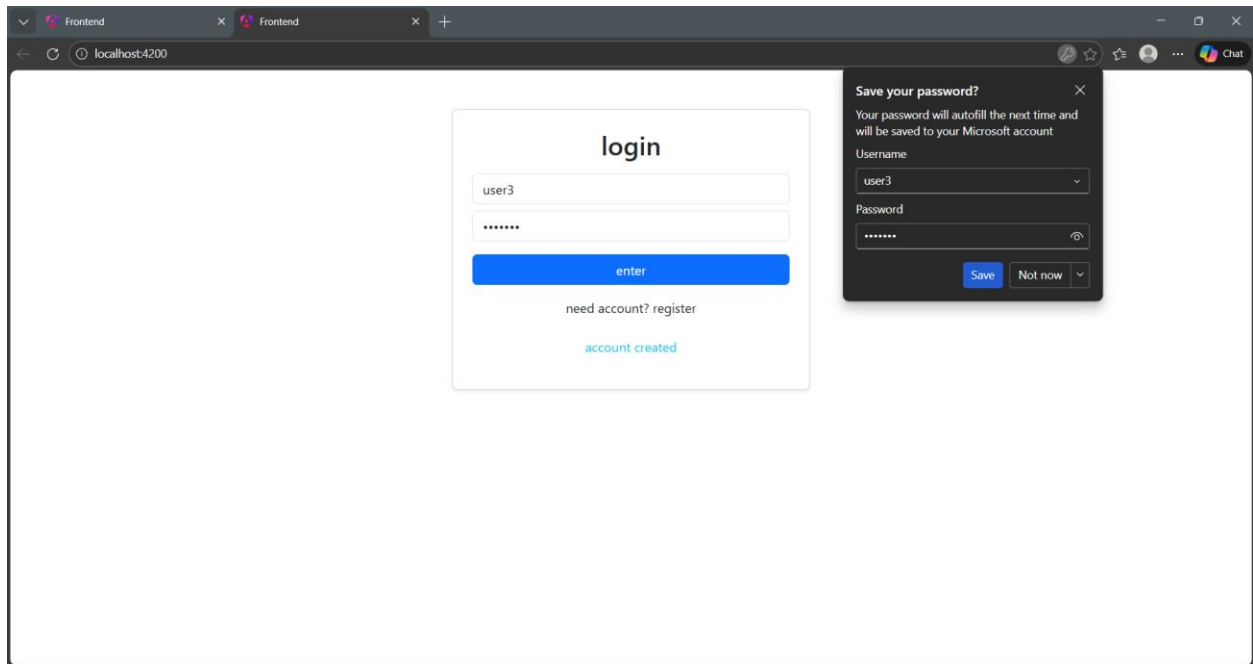 Frontend
Frontend
localhost:4200
Chat
login
user3
•••••••
enter
need account? register
account created
Save your password?
Your password will autofill the next time and
will be saved to your Microsoft account
Username
user3
Password
•••••••
Save
Not now